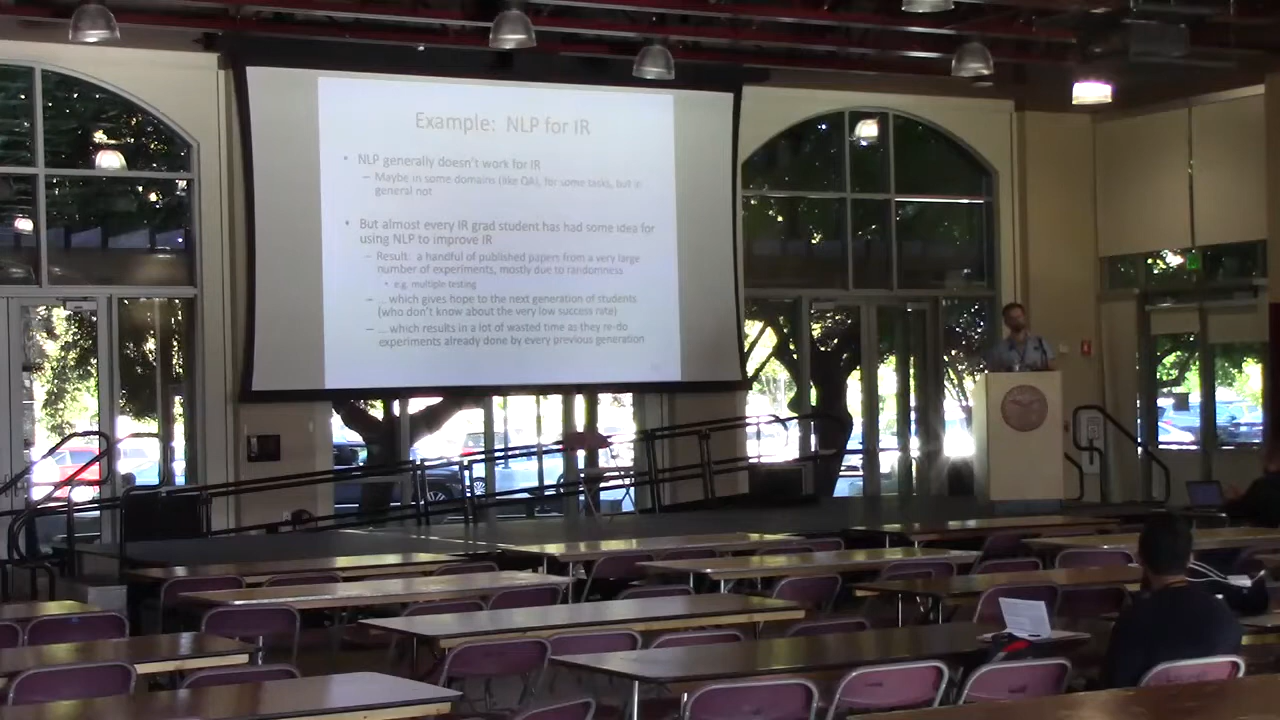 Example: NLP for IR
• NLP generally doesn't work for IR
– Maybe in some domains (like QA), for some tasks, but in
general not
• But almost every IR grad student has had some idea for
using NLP to improve IR
– Result: a handful of published papers from a very large
number of experiments, mostly due to randomness
• e.g. multiple testing
– … which gives hope to the next generation of students
(who don't know about the very low success rate)
– … which results in a lot of wasted time as they re-do
experiments already done by every previous generation